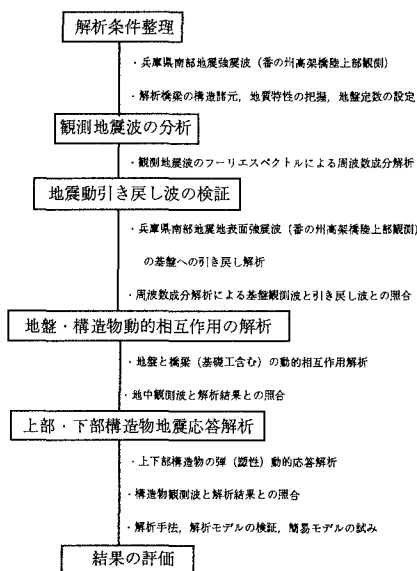 解析条件整理
・兵庫県南部地震強震波（番の州高架橋陸上部観測）
・解析橋梁の構造諸元，地質特性の把握，地盤定数の設定
観測地震波の分析
・観測地震波のフーリエスペクトルによる周波数成分解析
地震動引き戻し波の検証
・兵庫県南部地震地表面強震波（番の州高架橋陸上部観測）
の基盤への引き戻し解析
・周波数成分解析による基盤観測波と引き戻し波との照合
地盤・構造物動的相互作用の解析
・地盤と橋梁（基礎工含む）の動的相互作用解析
・地中観測波と解析結果との照合
上部・下部構造物地震応答解析
・上下部構造物の弾（塑性）動的応答解析
・構造物観測波と解析結果との照合
・解析手法，解析モデルの検証，簡易モデルの試み
結果の評価